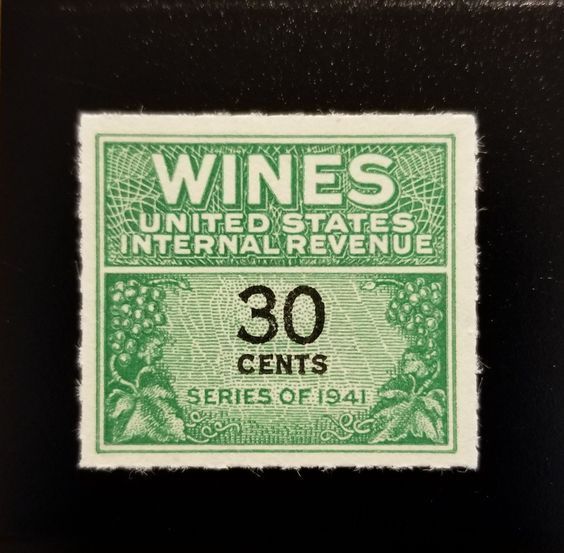 WINES
UNITED STATES
INTERNAL REVENUE
30
CENTS
SERIES OF 1941